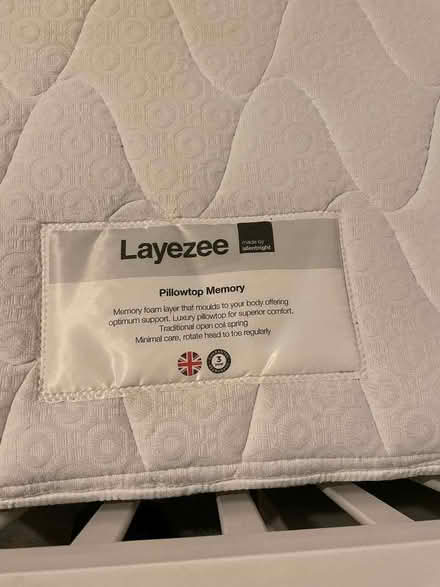 Layezee
made by
silentnight
Pillowtop Memory
Memory foam layer that moulds to your body offering
optimum support. Luxury pillowtop for superior comfort.
Traditional open coil spring
Minimal care, rotate head to toe regularly
3